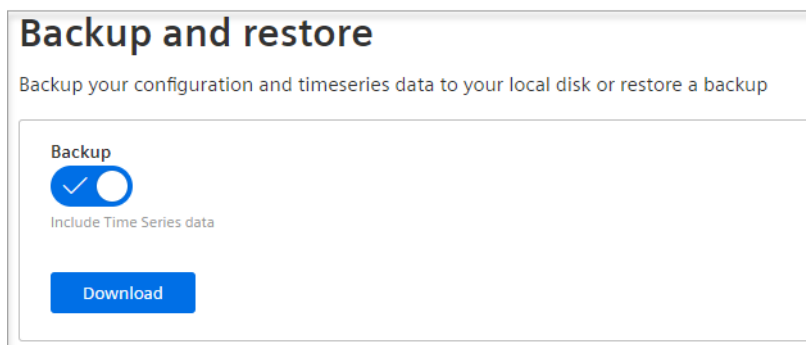 Backup and restore
Backup your configuration and timeseries data to your local disk or restore a backup
Backup
Include Time Series data
Download